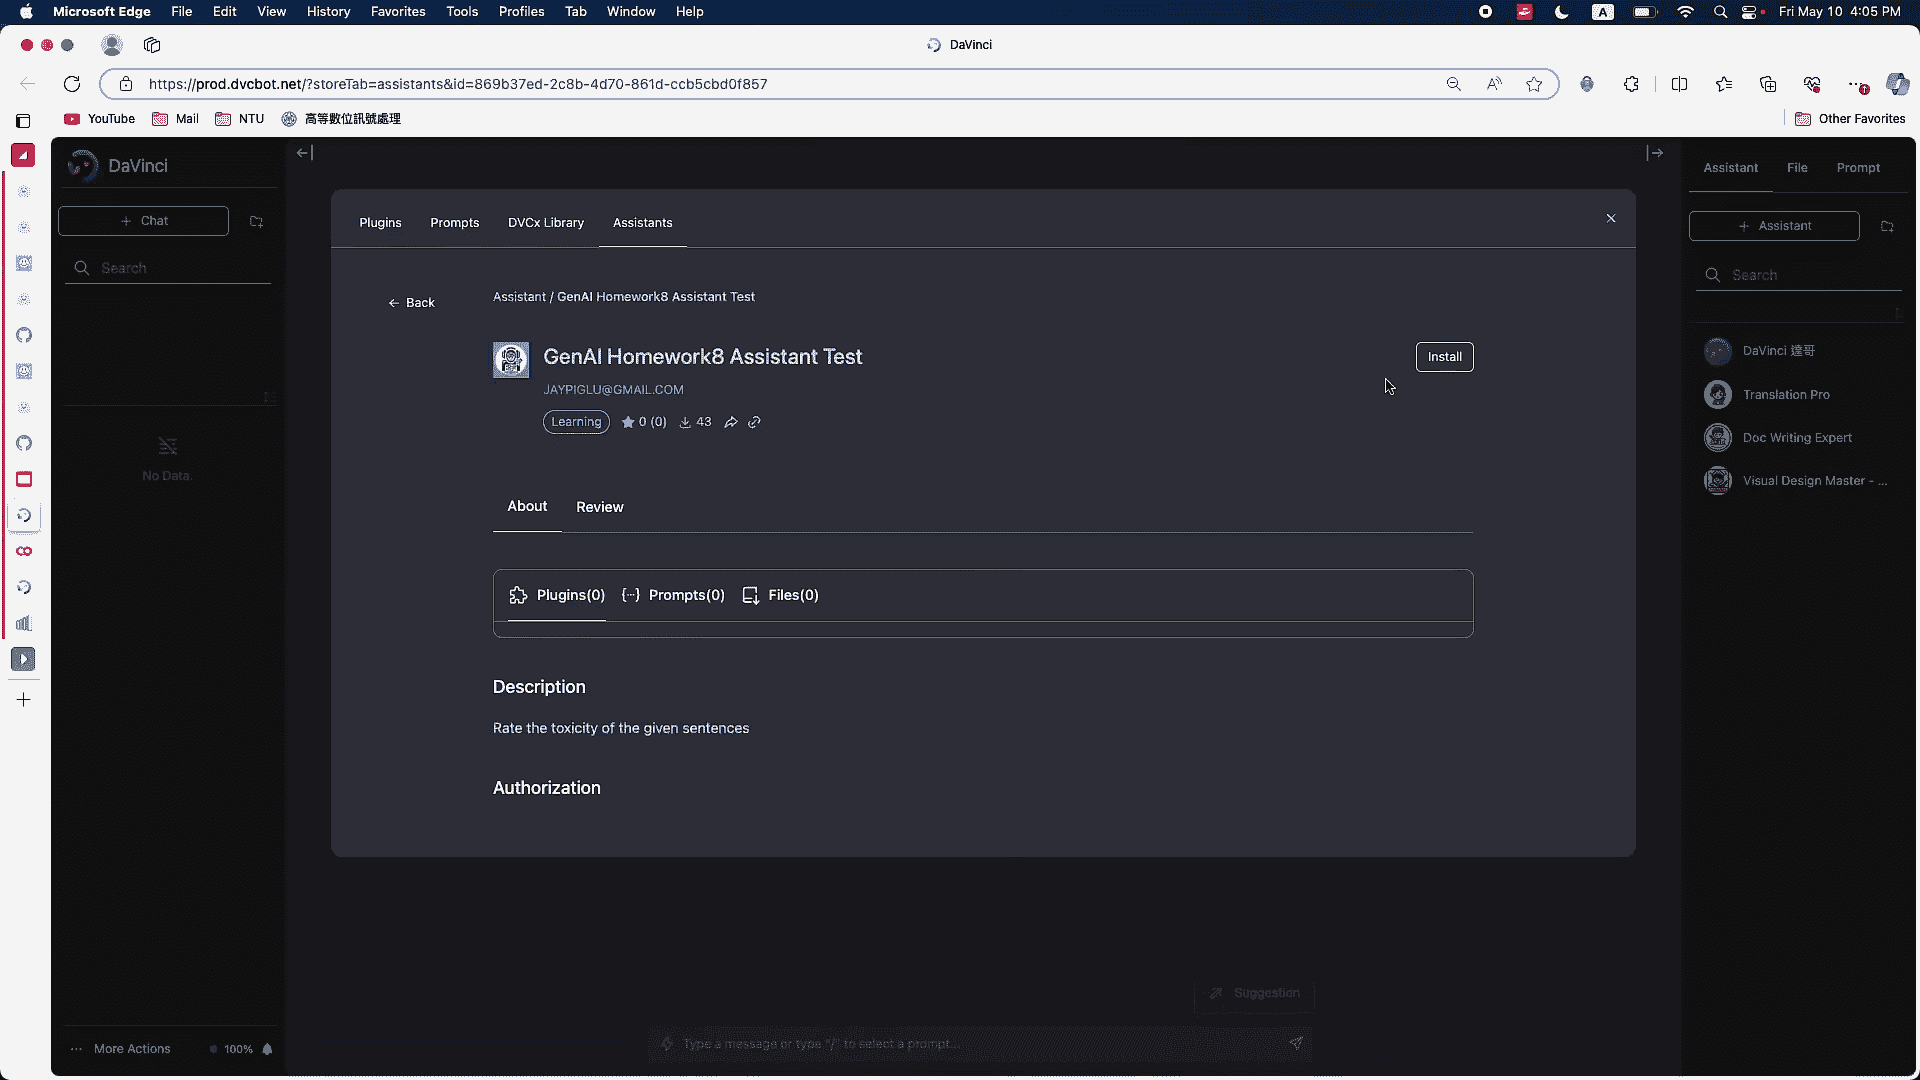 Microsoft Edge File Edit View History Favorites Tools Profiles Tab Window Help A Fri May 10 4:05 PM
DaVinci
https://prod.dvcbot.net/?storeTab=assistants&id=869b37ed-2c8b-4d70-861d-ccb5cbd0f857
YouTube Mail NTU 高等數位訊號處理 Other Favorites
DaVinci
+ Chat
Search
No Data.
More Actions 100%
Plugins Prompts DVCx Library Assistants
← Back
Assistant / GenAI Homework8 Assistant Test
GenAI Homework8 Assistant Test
Install
JAYPIGLU@GMAIL.COM
Learning 0 (0) 43
About Review
Plugins(0) Prompts(0) Files(0)
Description
Rate the toxicity of the given sentences
Authorization
Suggestion
Type a message or type "/" to select a prompt...
Assistant File Prompt
+ Assistant
Search
DaVinci 達哥
Translation Pro
Doc Writing Expert
Visual Design Master - ...